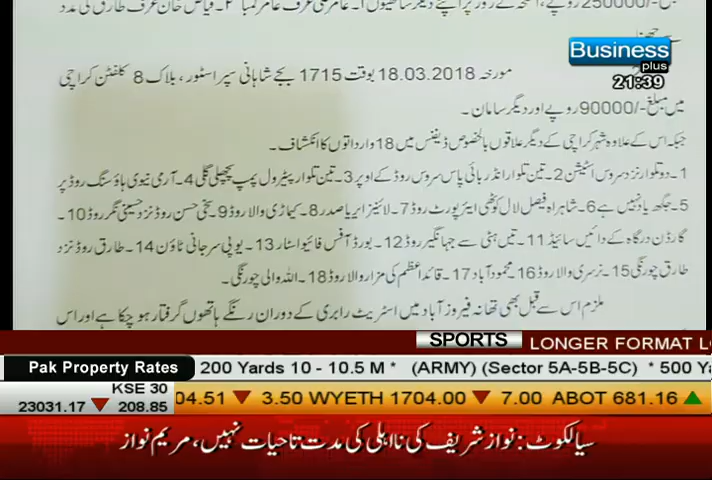 مبلغ -/250000 روپے، اسلحہ کے زور پر اپنے دیگر ساتھیوں 1۔ عامر علی عرف عامر لمبا ۲۔ فیاض خان عرف طارق کی مدد
سے چھینا
Business
plus
21:39
مورخہ 18.03.2018 بوقت 1715 بجے شاہانی سپر اسٹور، بلاک 8 کلفٹن کراچی
میں مبلغ -/90000 روپے اور دیگر سامان۔
جبکہ اس کے علاوہ شہر کراچی کے دیگر علاقوں بالخصوص ڈیفنس میں 18 وارداتوں کا انکشاف۔
1۔ دو تلوار نزد سروس اسٹیشن 2۔ تین تلوار انڈر بائی پاس سروس روڈ کے اوپر 3۔ تین تلوار پیٹرول پمپ پچھلی گلی 4۔ آرمی نیوی ہاؤسنگ روڈ پر
5۔ جگہ یاد نہیں ہے 6۔ شاہراہ فیصل لال کوٹھی ایئرپورٹ روڈ 7۔ لائینز ایریا صدر 8۔ کیماڑی والا روڈ 9۔ سخی حسن روڈ نزد حسینی نگر روڈ 10۔
گارڈن درگاہ کے دائیں سائیڈ 11۔ تین ہٹی سے جہانگیر روڈ 12۔ بورڈ آفس فائیو اسٹار 13۔ یوپی سرجانی ٹاؤن 14۔ طارق روڈ نزد
طارق چورنگی 15۔ نرسری والا روڈ 16۔ محمود آباد 17۔ قائد اعظم کی مزار والا روڈ 18۔ اللہ والی چورنگی۔
ملزم اس سے قبل بھی تھانہ فیروز آباد میں اسٹریٹ رابری کے دوران رنگے ہاتھوں گرفتار ہو چکا ہے اور اس
SPORTS
LONGER FORMAT L
Pak Property Rates
200 Yards 10 - 10.5 M * (ARMY) (Sector 5A-5B-5C) * 500 Y
KSE 30
23031.17 208.85
04.51 3.50 WYETH 1704.00 7.00 ABOT 681.16
سیالکوٹ: نواز شریف کی نااہلی کی مدت تاحیات نہیں، مریم نواز